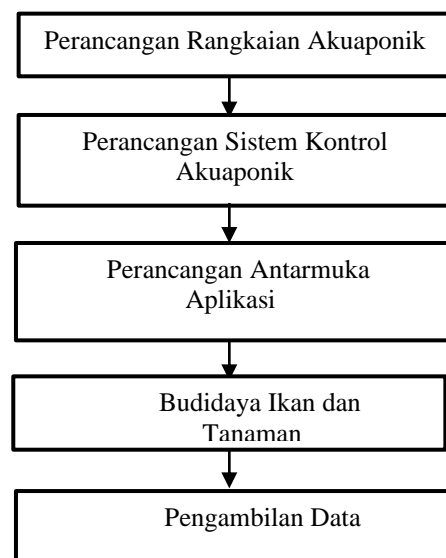 Perancangan Rangkaian Akuaponik
Perancangan Sistem Kontrol
Akuaponik
Perancangan Antarmuka
Aplikasi
Budidaya Ikan dan
Tanaman
Pengambilan Data